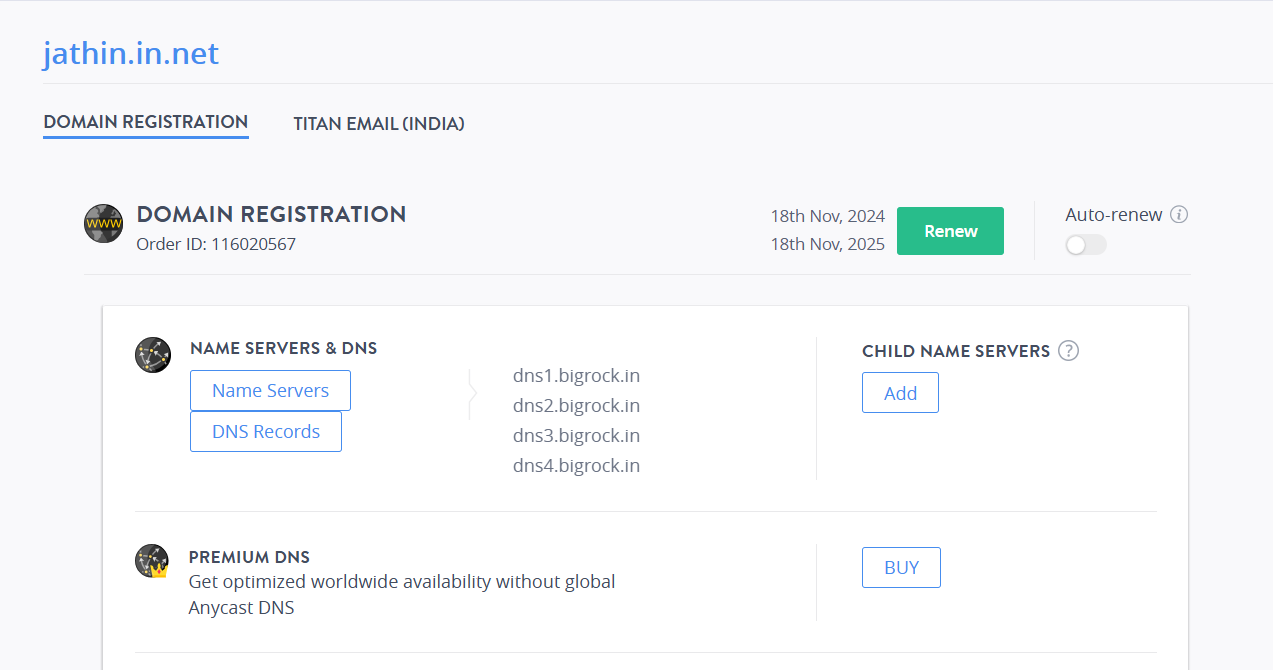 jathin.in.net
DOMAIN REGISTRATION
TITAN EMAIL (INDIA)
WWW
DOMAIN REGISTRATION
Order ID: 116020567
18th Nov, 2024
18th Nov, 2025
Renew
Auto-renew
NAME SERVERS & DNS
Name Servers
DNS Records
dns1.bigrock.in
dns2.bigrock.in
dns3.bigrock.in
dns4.bigrock.in
CHILD NAME SERVERS
Add
PREMIUM DNS
Get optimized worldwide availability without global
Anycast DNS
BUY